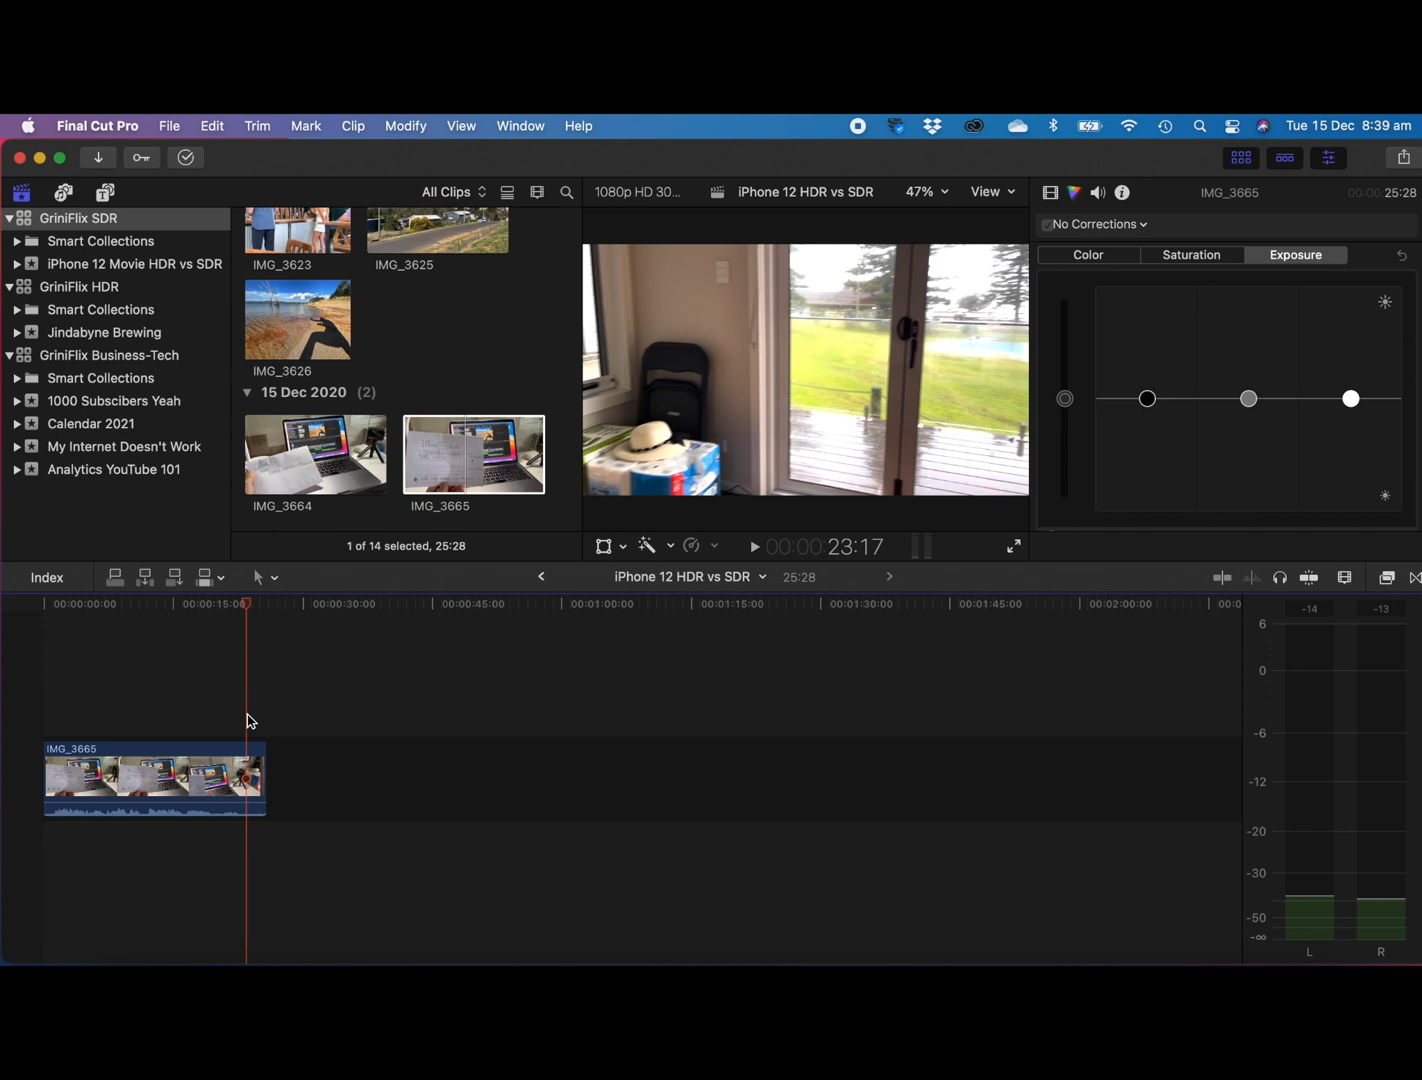 Final Cut Pro File Edit Trim Mark Clip Modify View Window Help Tue 15 Dec 8:39 am
All Clips 1080p HD 30... iPhone 12 HDR vs SDR 47% View IMG_3665 00:00:25:28
GriniFlix SDR
Smart Collections
iPhone 12 Movie HDR vs SDR
GriniFlix HDR
Smart Collections
Jindabyne Brewing
GriniFlix Business-Tech
Smart Collections
1000 Subscibers Yeah
Calendar 2021
My Internet Doesn't Work
Analytics YouTube 101
IMG_3623 IMG_3625
IMG_3626
15 Dec 2020 (2)
IMG_3664 IMG_3665
1 of 14 selected, 25:28
00:00:23:17
No Corrections
Color Saturation Exposure
Index iPhone 12 HDR vs SDR 25:28
00:00:00:00 00:00:15:00 00:00:30:00 00:00:45:00 00:01:00:00 00:01:15:00 00:01:30:00 00:01:45:00 00:02:00:00 00:0
IMG_3665
-14 -13
6
0
-6
-12
-20
-30
-50
-∞
L R